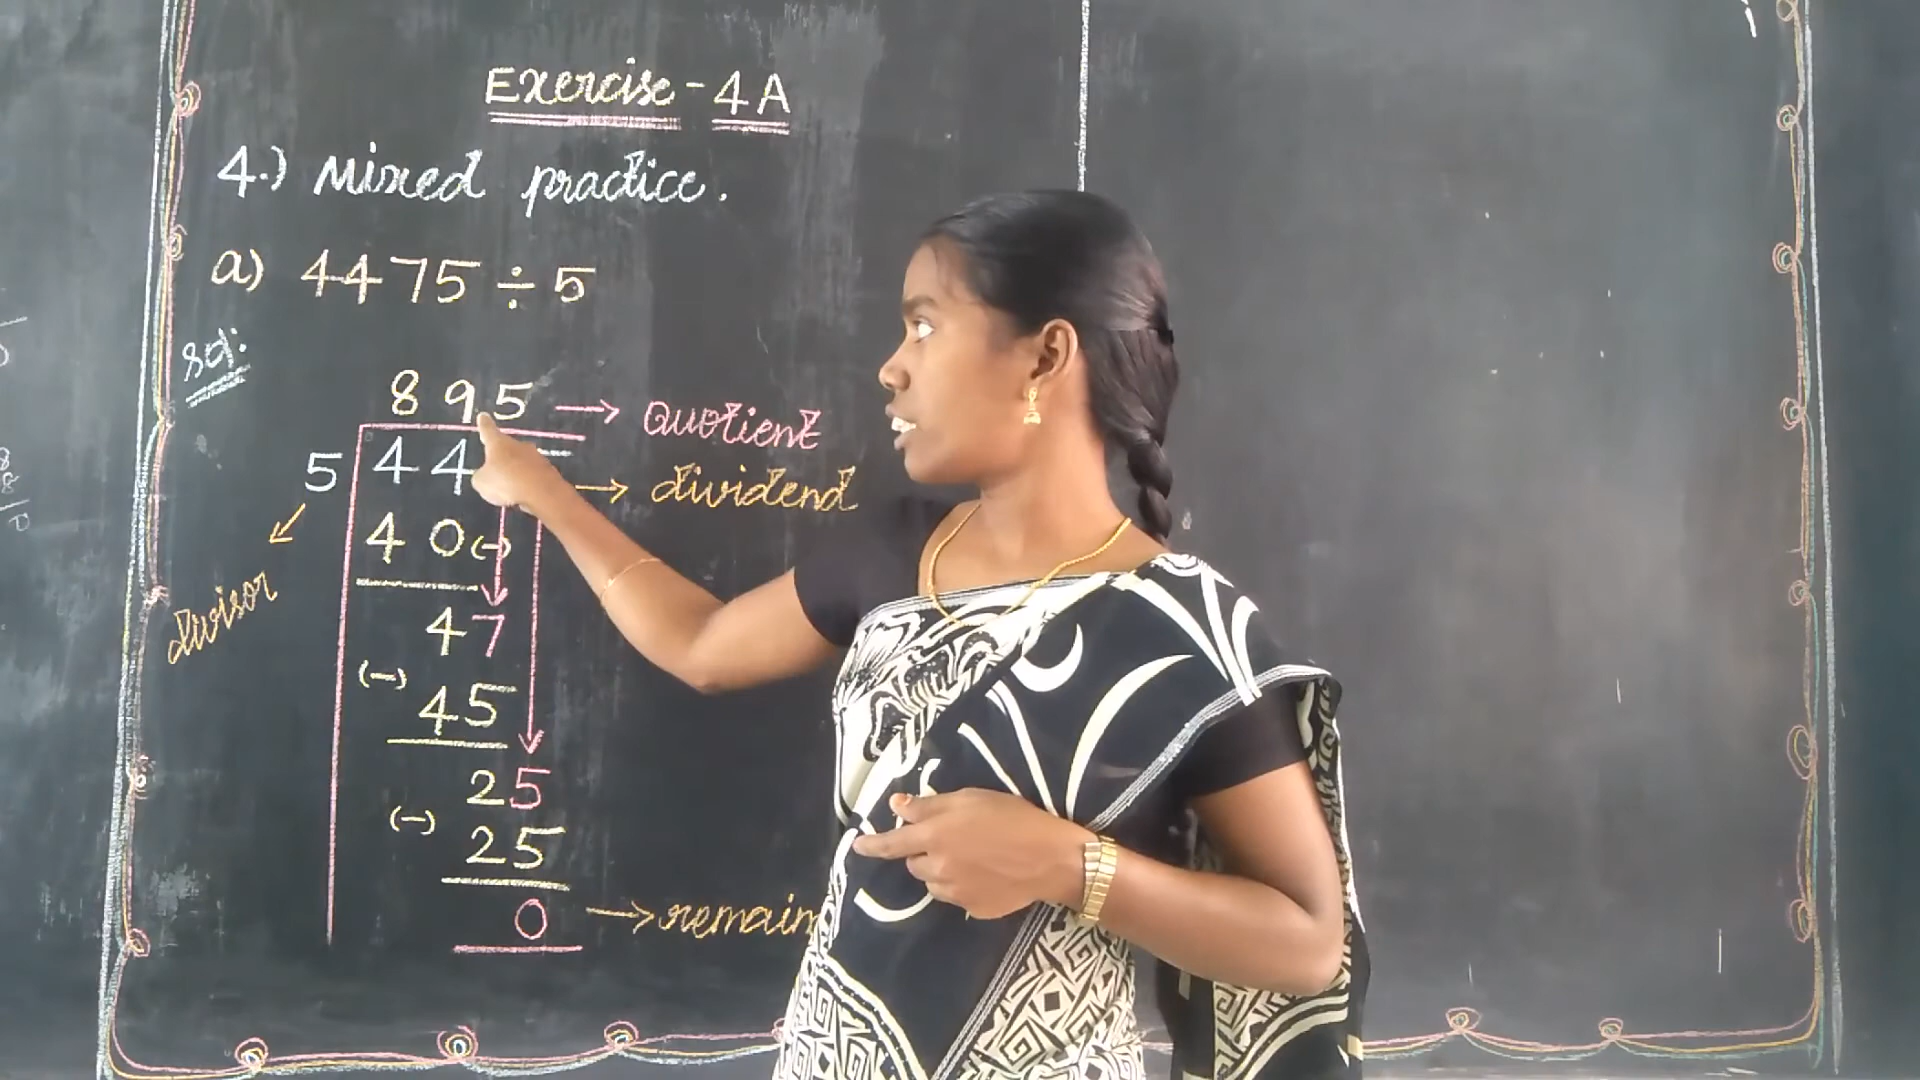 Exercise - 4A
4.) Mixed practice.
a) 4475 ÷ 5
sol:
895 → Quotient
5 44 → dividend
40 (-)
divisor
47
(-) 45
25
(-) 25
0 → remain